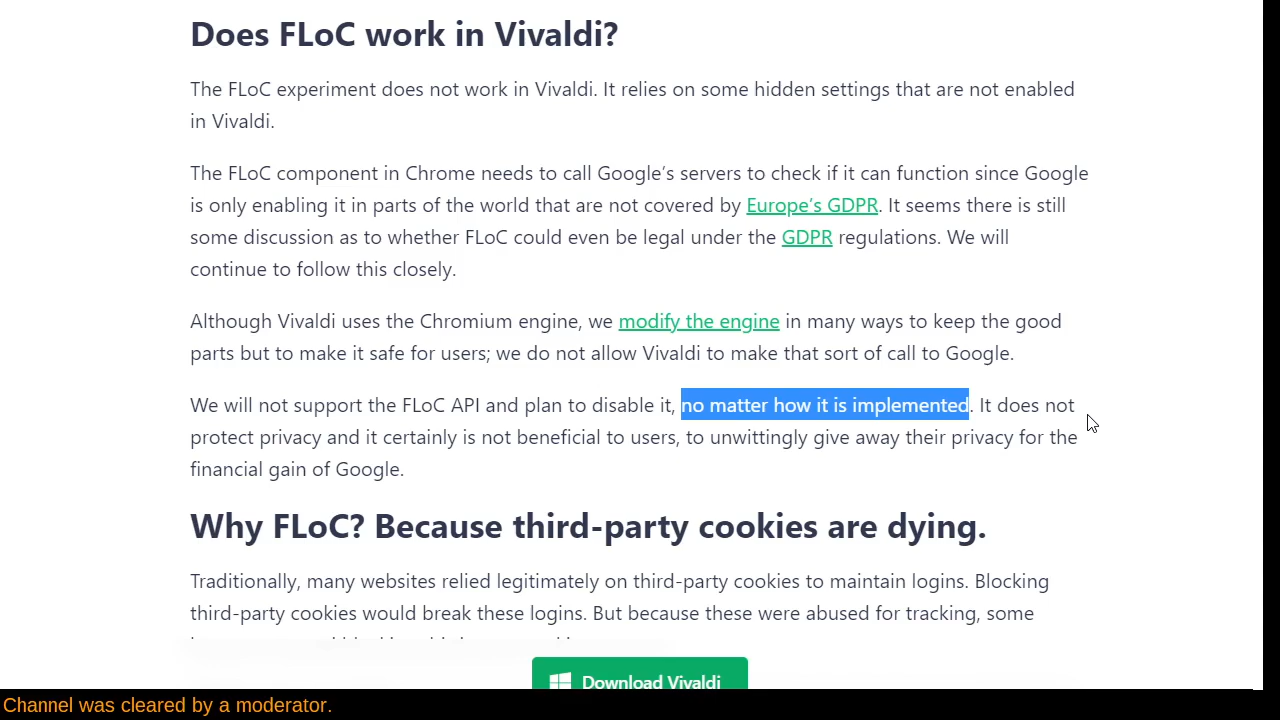 Does FLoC work in Vivaldi?
The FLoC experiment does not work in Vivaldi. It relies on some hidden settings that are not enabled
in Vivaldi.
The FLoC component in Chrome needs to call Google’s servers to check if it can function since Google
is only enabling it in parts of the world that are not covered by Europe’s GDPR. It seems there is still
some discussion as to whether FLoC could even be legal under the GDPR regulations. We will
continue to follow this closely.
Although Vivaldi uses the Chromium engine, we modify the engine in many ways to keep the good
parts but to make it safe for users; we do not allow Vivaldi to make that sort of call to Google.
We will not support the FLoC API and plan to disable it, no matter how it is implemented. It does not
protect privacy and it certainly is not beneficial to users, to unwittingly give away their privacy for the
financial gain of Google.
Why FLoC? Because third-party cookies are dying.
Traditionally, many websites relied legitimately on third-party cookies to maintain logins. Blocking
third-party cookies would break these logins. But because these were abused for tracking, some
Download Vivaldi
Channel was cleared by a moderator.